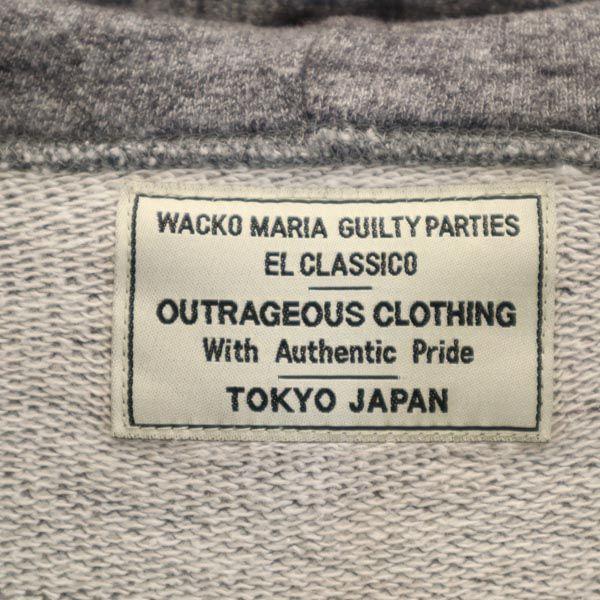 WACKO MARIA GUILTY PARTIES
EL CLASSICO
OUTRAGEOUS CLOTHING
With Authentic Pride
TOKYO JAPAN